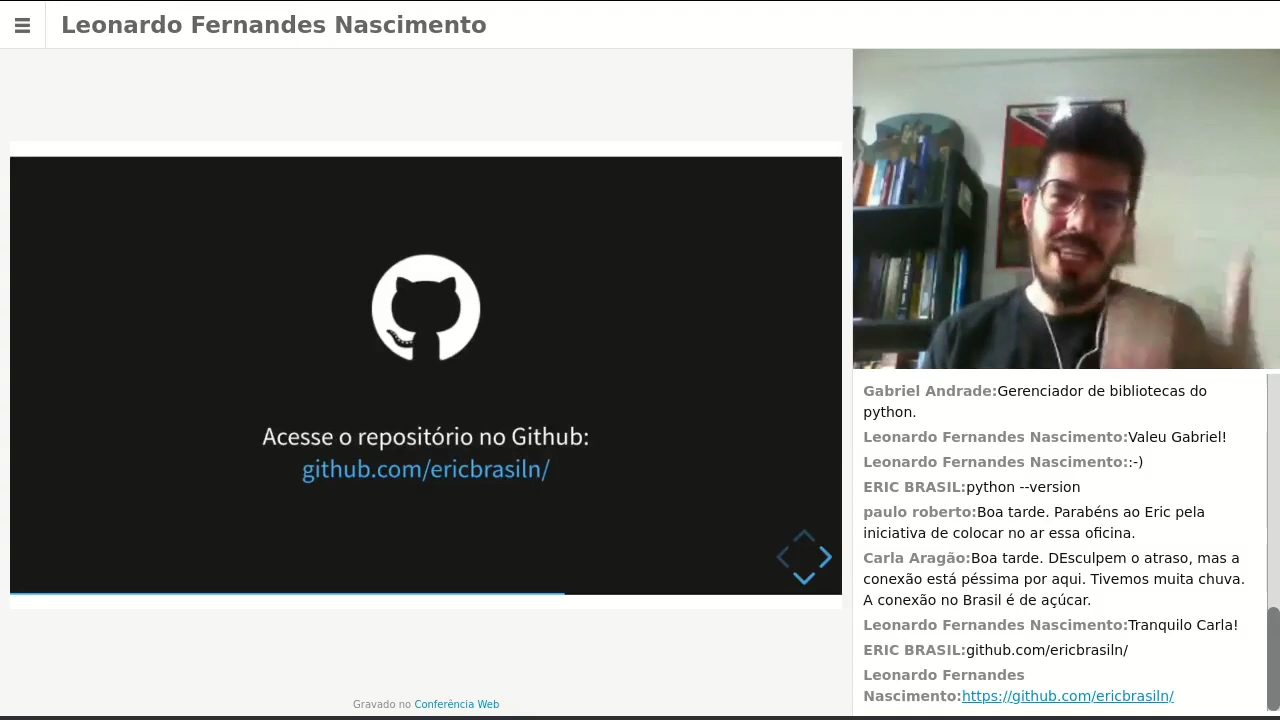 Leonardo Fernandes Nascimento
Acesse o repositório no Github:
github.com/ericbrasiln/
Gravado no Conferência Web
Gabriel Andrade:Gerenciador de bibliotecas do
python.
Leonardo Fernandes Nascimento:Valeu Gabriel!
Leonardo Fernandes Nascimento::-)
ERIC BRASIL:python --version
paulo roberto:Boa tarde. Parabéns ao Eric pela
iniciativa de colocar no ar essa oficina.
Carla Aragão:Boa tarde. DEsculpem o atraso, mas a
conexão está péssima por aqui. Tivemos muita chuva.
A conexão no Brasil é de açúcar.
Leonardo Fernandes Nascimento:Tranquilo Carla!
ERIC BRASIL:github.com/ericbrasiln/
Leonardo Fernandes
Nascimento:https://github.com/ericbrasiln/